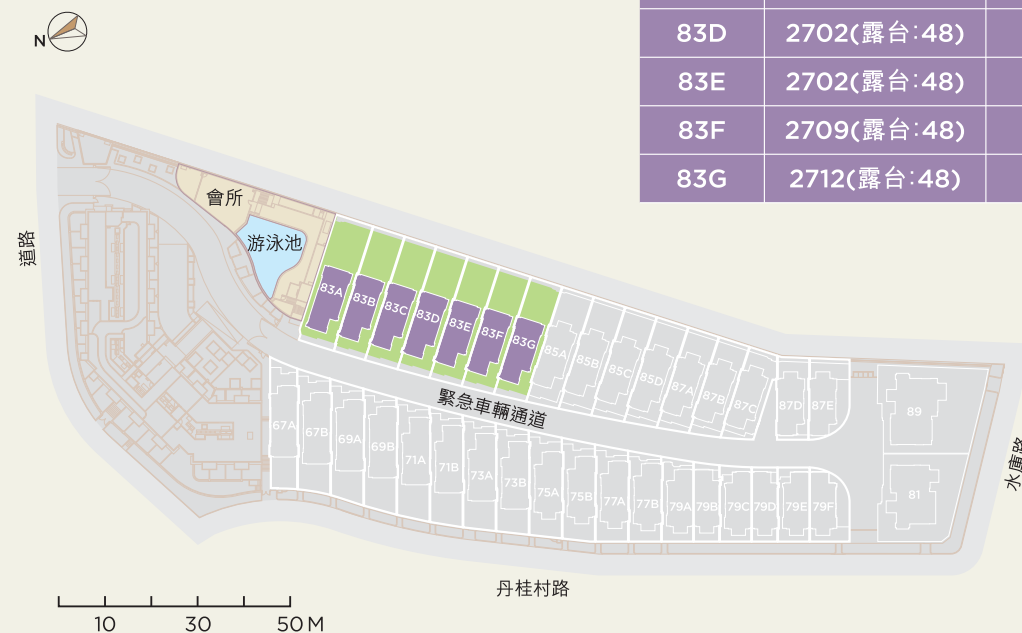 N
83D 2702(露台:48)
83E 2702(露台:48)
83F 2709(露台:48)
83G 2712(露台:48)
會所
游泳池
道路
83A
83B
83C
83D
83E
83F
83G
85A
85B
85C
85D
87A
87B
87C
87D
87E
89
緊急車輛通道
67A
67B
69A
69B
71A
71B
73A
73B
75A
75B
77A
77B
79A
79B
79C
79D
79E
79F
81
水庫路
丹桂村路
10 30 50 M